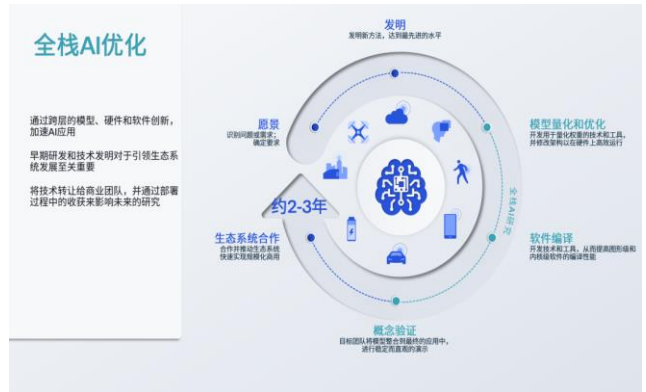 全栈AI优化
通过跨层的模型、硬件和软件创新，
加速AI应用
早期研发和技术发明对于引领生态系
统发展至关重要
将技术转让给商业团队，并通过部署
过程中的收获来影响未来的研究
发明
发明新方法，达到最先进的水平
愿景
识别问题或需求；
确定要求
模型量化和优化
开发用于量化权重的技术和工具，
并修改架构以在硬件上高效运行
全栈AI研究
约2-3年
生态系统合作
合作并推动生态系统
快速实现规模化商用
软件编译
开发技术和工具，从而提高图形级和
内核级软件的编译性能
概念验证
目标团队将模型整合到最终的应用中，
进行稳定而直观的演示